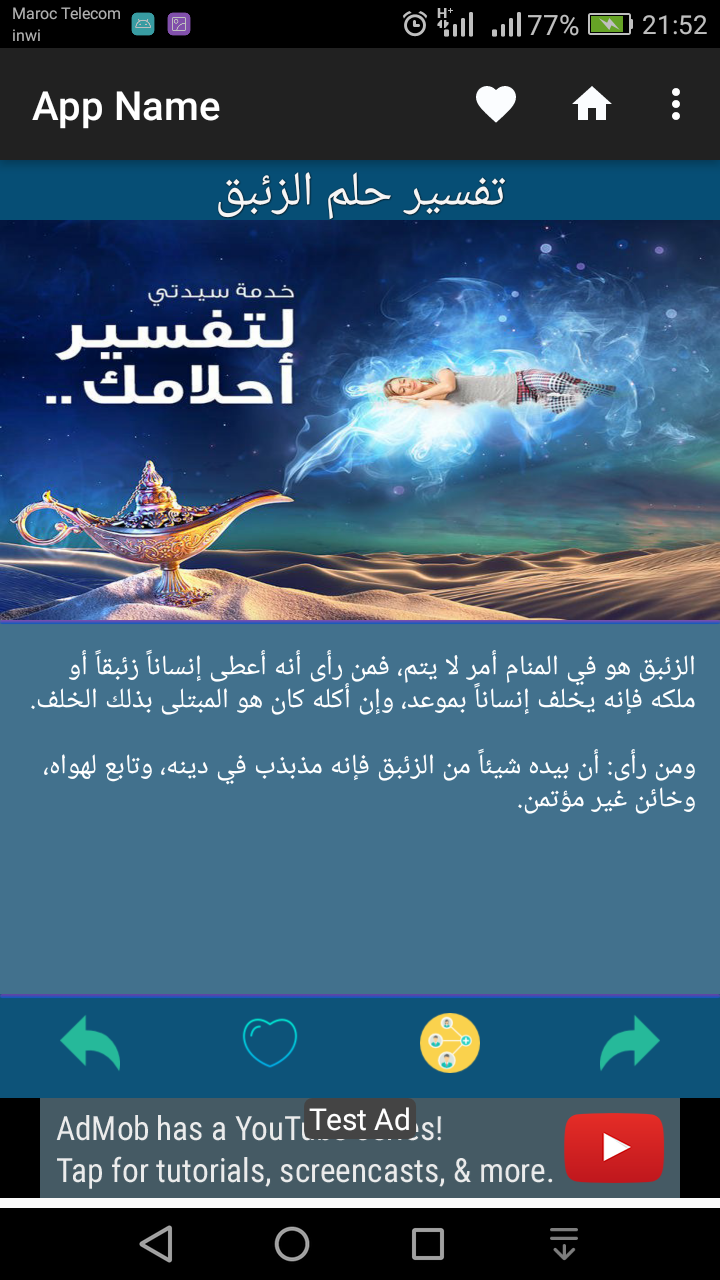 Maroc Telecom
inwi
H+
77%
21:52
App Name
تفسير حلم الزئبق
خدمة سيدتي
لتفسير
أحلامك..
الزئبق هو في المنام أمر لا يتم، فمن رأى أنه أعطى إنساناً زئبقاً أو
ملكه فإنه يخلف إنساناً بموعد، وإن أكله كان هو المبتلى بذلك الخلف.
ومن رأى: أن بيده شيئاً من الزئبق فإنه مذبذب في دينه، وتابع لهواه،
وخائن غير مؤتمن.
Test Ad
AdMob has a YouTube series!
Tap for tutorials, screencasts, & more.